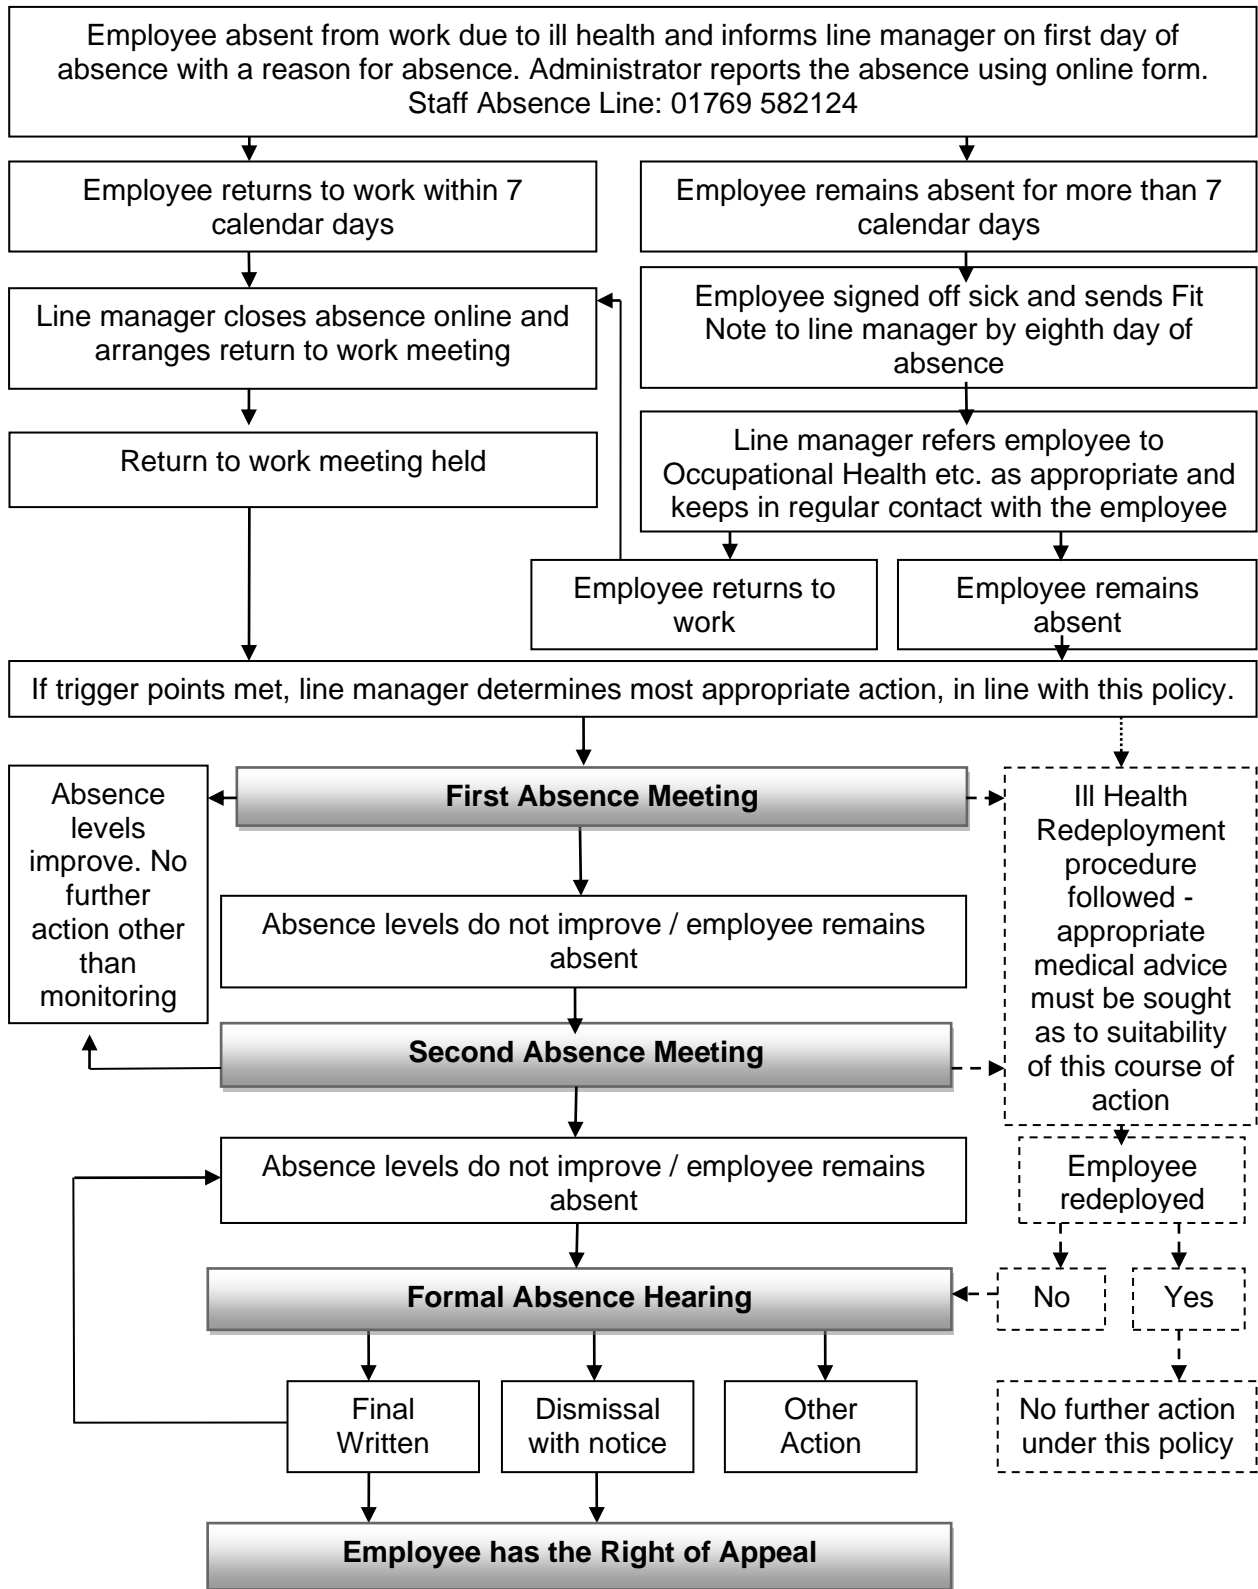 Employee absent from work due to ill health and informs line manager on first day of
absence with a reason for absence. Administrator reports the absence using online form.
Staff Absence Line: 01769 582124
Employee returns to work within 7
calendar days
Employee remains absent for more than 7
calendar days
Line manager closes absence online and
arranges return to work meeting
Employee signed off sick and sends Fit
Note to line manager by eighth day of
absence
Return to work meeting held
Line manager refers employee to
Occupational Health etc. as appropriate and
keeps in regular contact with the employee
Employee returns to
work
Employee remains
absent
If trigger points met, line manager determines most appropriate action, in line with this policy.
Absence
levels
improve. No
further
action other
than
monitoring
First Absence Meeting
Ill Health
Redeployment
procedure
followed -
appropriate
medical advice
must be sought
as to suitability
of this course of
action
Absence levels do not improve / employee remains
absent
Second Absence Meeting
Absence levels do not improve / employee remains
absent
Employee
redeployed
Formal Absence Hearing
No
Yes
Final
Written
Dismissal
with notice
Other
Action
No further action
under this policy
Employee has the Right of Appeal